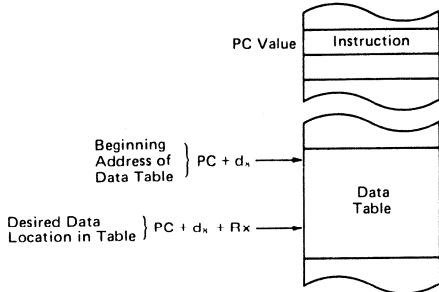 PC Value
Instruction
Beginning
Address of
Data Table
} PC + dₓ
Data
Table
Desired Data
Location in Table
} PC + dₓ + Rx